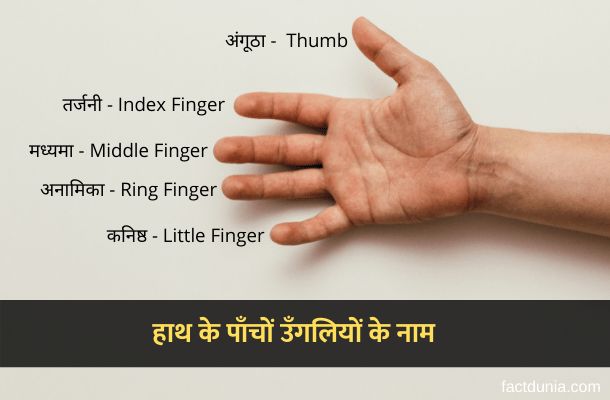 अंगूठा - Thumb
तर्जनी - Index Finger
मध्यमा - Middle Finger
अनामिका - Ring Finger
कनिष्ठ - Little Finger
हाथ के पाँचों उँगलियों के नाम
factdunia.com